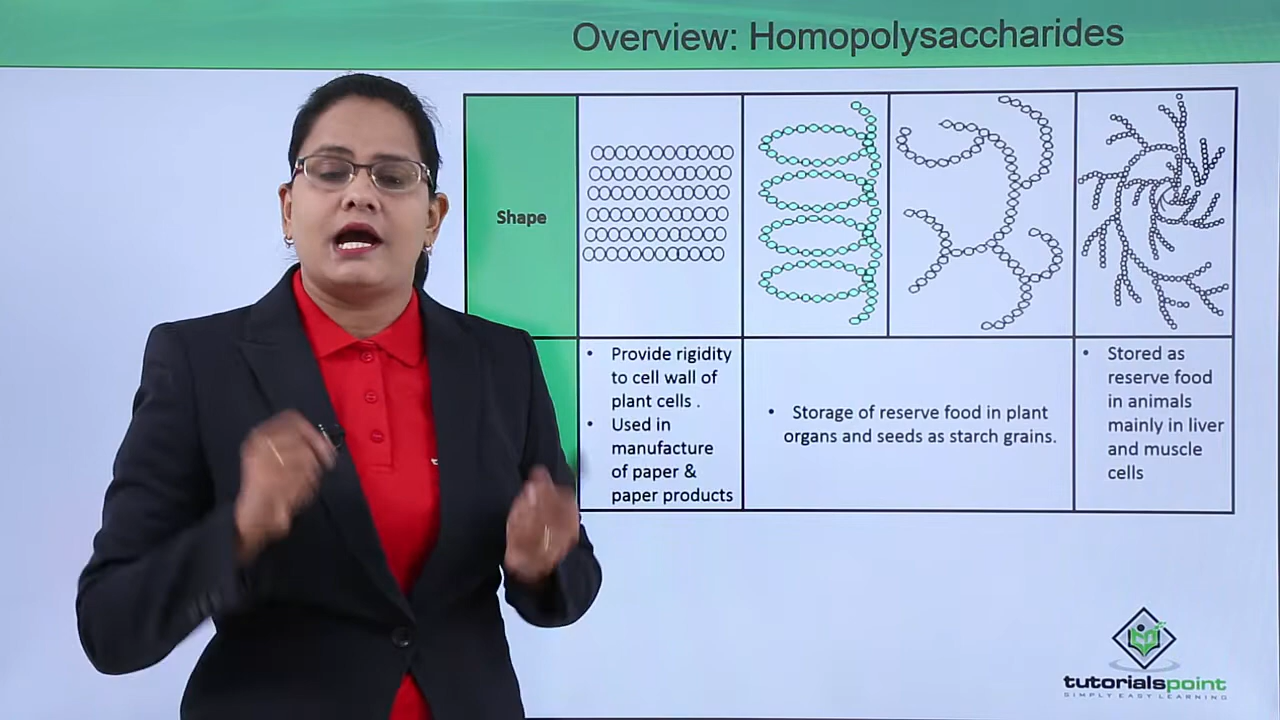 Overview: Homopolysaccharides
Shape
• Provide rigidity
to cell wall of
plant cells .
• Used in
manufacture
of paper &
paper products
• Storage of reserve food in plant
organs and seeds as starch grains.
• Stored as
reserve food
in animals
mainly in liver
and muscle
cells
tutorialspoint
SIMPLY EASY LEARNING